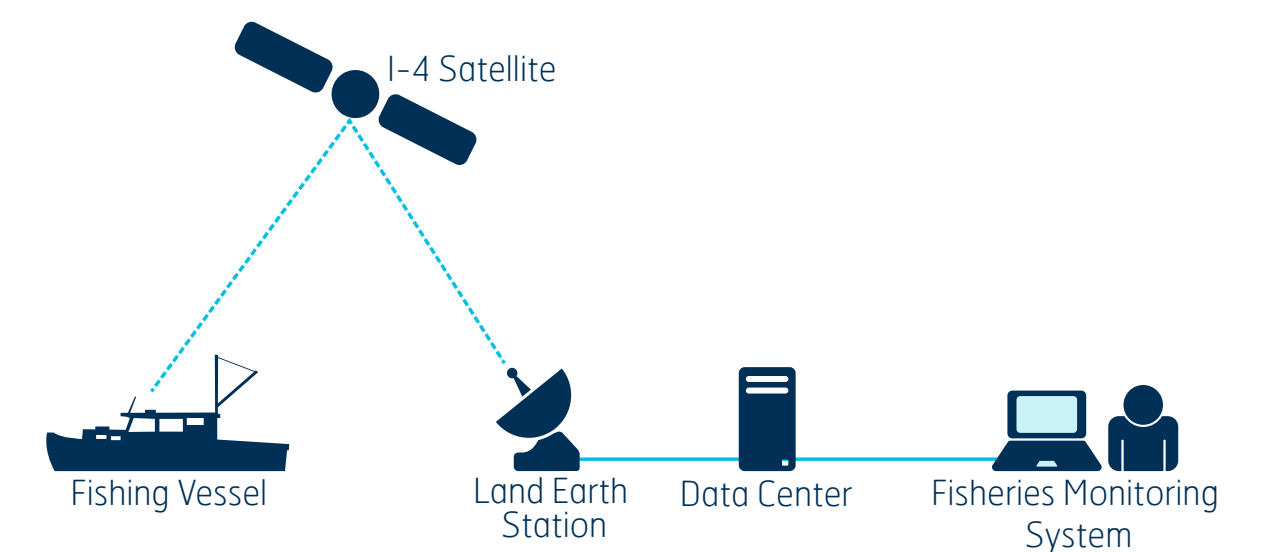 I-4 Satellite
Fishing Vessel
Land Earth
Station
Data Center
Fisheries Monitoring
System